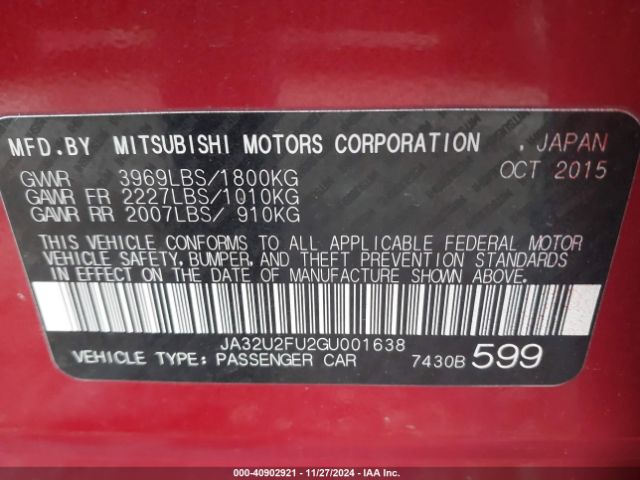 MFD.BY MITSUBISHI MOTORS CORPORATION , JAPAN
GVWR 3969LBS/1800KG OCT 2015
GAWR FR 2227LBS/1010KG
GAWR RR 2007LBS/ 910KG
THIS VEHICLE CONFORMS TO ALL APPLICABLE FEDERAL MOTOR
VEHICLE SAFETY, BUMPER, AND THEFT PREVENTION STANDARDS
IN EFFECT ON THE DATE OF MANUFACTURE SHOWN ABOVE.
JA32U2FU2GU001638
VEHICLE TYPE: PASSENGER CAR 7430B 599
000-40902921 - 11/27/2024 - IAAI.com